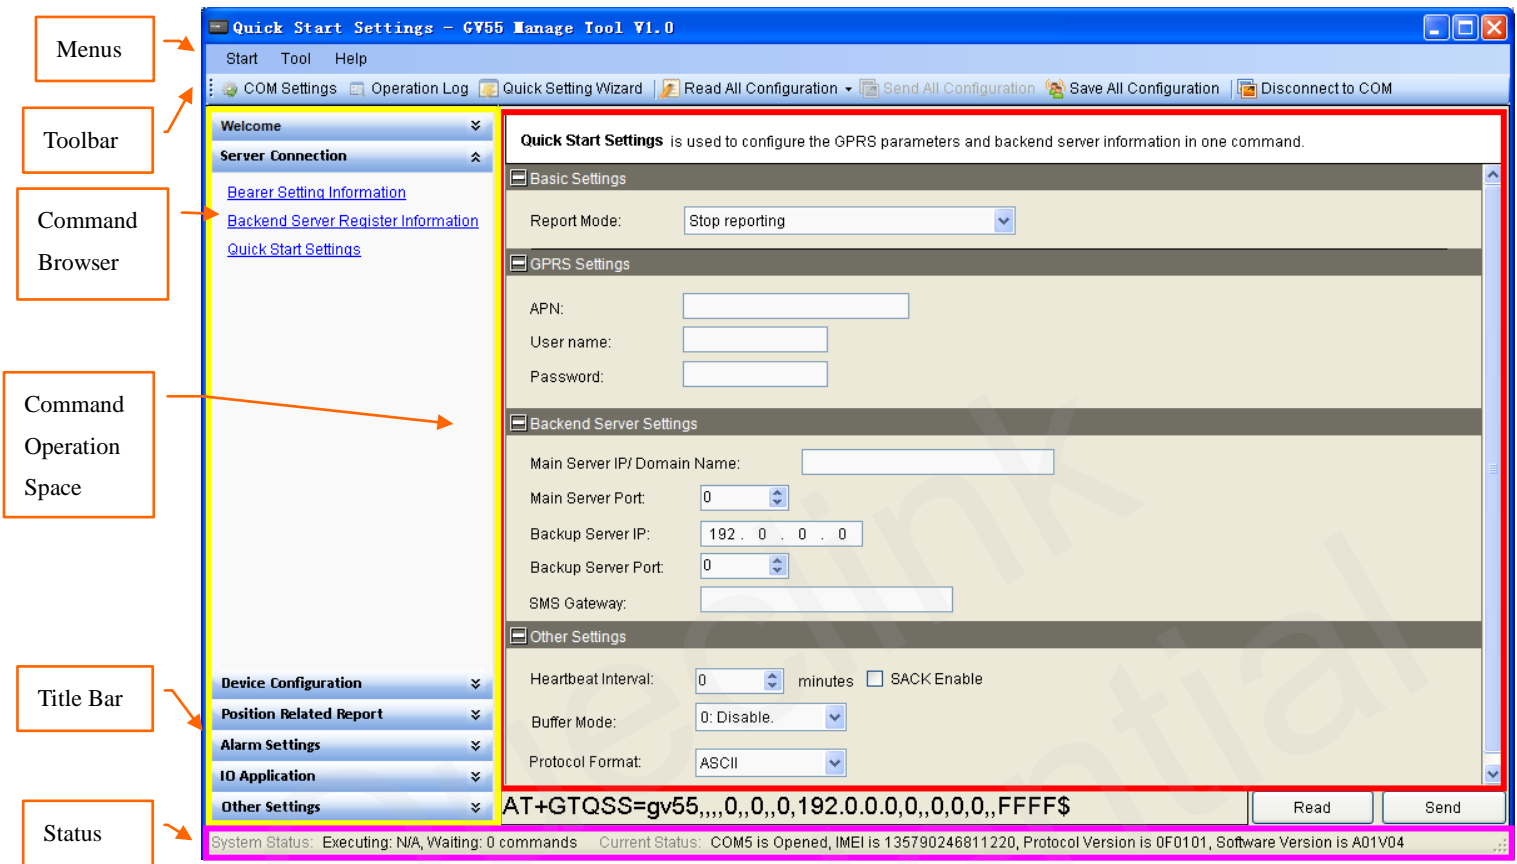 Quick Start Settings - GV55 Manage Tool V1.0
Menus
Start Tool Help
COM Settings Operation Log Quick Setting Wizard Read All Configuration Send All Configuration Save All Configuration Disconnect to COM
Toolbar
Welcome
Server Connection
Bearer Setting Information
Backend Server Register Information
Quick Start Settings
Command
Browser
Command
Operation
Space
Title Bar
Status
Device Configuration
Position Related Report
Alarm Settings
IO Application
Other Settings
Quick Start Settings is used to configure the GPRS parameters and backend server information in one command.
Basic Settings
Report Mode: Stop reporting
GPRS Settings
APN:
User name:
Password:
Backend Server Settings
Main Server IP/ Domain Name:
Main Server Port: 0
Backup Server IP: 192 . 0 . 0 . 0
Backup Server Port: 0
SMS Gateway:
Other Settings
Heartbeat Interval: 0 minutes SACK Enable
Buffer Mode: 0: Disable.
Protocol Format: ASCII
AT+GTQSS=gv55,,,,0,,0,,0,192.0.0.0,0,,0,0,0,,FFFF$
Read Send
System Status: Executing: N/A, Waiting: 0 commands Current Status: COM5 is Opened, IMEI is 135790246811220, Protocol Version is 0F0101, Software Version is A01V04